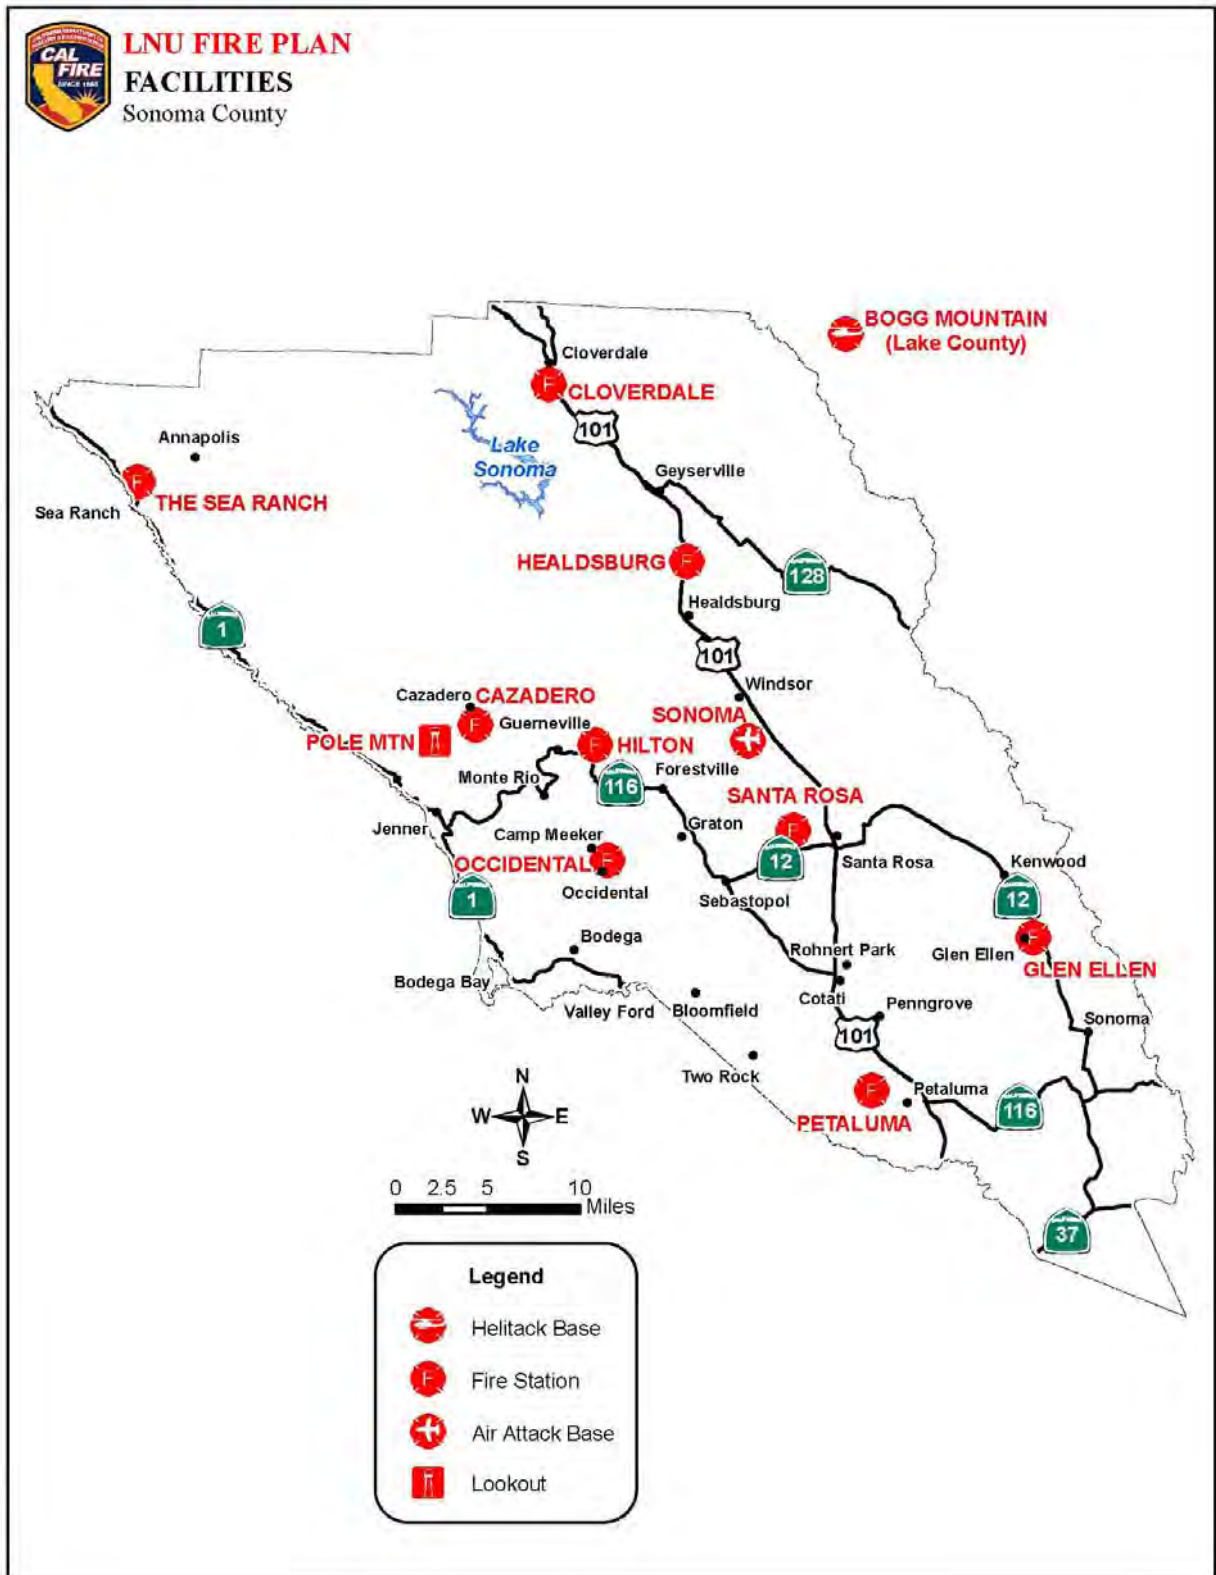 CAL
FIRE
SINCE 1885
LNU FIRE PLAN
FACILITIES
Sonoma County
BOGG MOUNTAIN
(Lake County)
Cloverdale
F
CLOVERDALE
101
Annapolis
Lake
Sonoma
Geyserville
F
THE SEA RANCH
Sea Ranch
HEALDSBURG
F
128
Healdsburg
1
101
Windsor
Cazadero
CAZADERO
F
Guerneville
SONOMA
POLE MTN
F
HILTON
Monte Rio
116
Forestville
SANTA ROSA
F
Jenner
Camp Meeker
Graton
Santa Rosa
12
OCCIDENTAL
F
Kenwood
Occidental
Sebastopol
1
12
Bodega
Rohnert Park
Glen Ellen
F
GLEN ELLEN
Bodega Bay
Cotati
Valley Ford
Bloomfield
Penngrove
Sonoma
101
Two Rock
F
Petaluma
116
PETALUMA
N
W
E
S
0 2.5 5 10
Miles
37
Legend
Helitack Base
F
Fire Station
Air Attack Base
Lookout